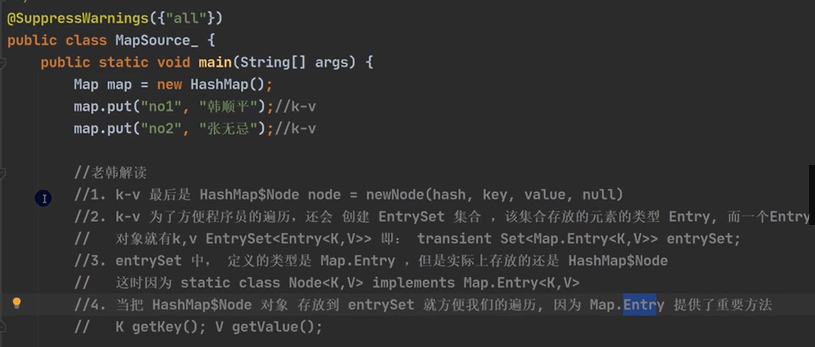 @SuppressWarnings({"all"})
public class MapSource_ {
public static void main(String[] args) {
Map map = new HashMap();
map.put("no1", "韩顺平");//k-v
map.put("no2", "张无忌");//k-v
//老韩解读
//1. k-v 最后是 HashMap$Node node = newNode(hash, key, value, null)
//2. k-v 为了方便程序员的遍历，还会 创建 EntrySet 集合 ，该集合存放的元素的类型 Entry, 而一个Entry
//   对象就有k,v EntrySet<Entry<K,V>> 即： transient Set<Map.Entry<K,V>> entrySet;
//3. entrySet 中， 定义的类型是 Map.Entry ，但是实际上存放的还是 HashMap$Node
//   这时因为 static class Node<K,V> implements Map.Entry<K,V>
//4. 当把 HashMap$Node 对象 存放到 entrySet 就方便我们的遍历, 因为 Map.Entry 提供了重要方法
//   K getKey(); V getValue();